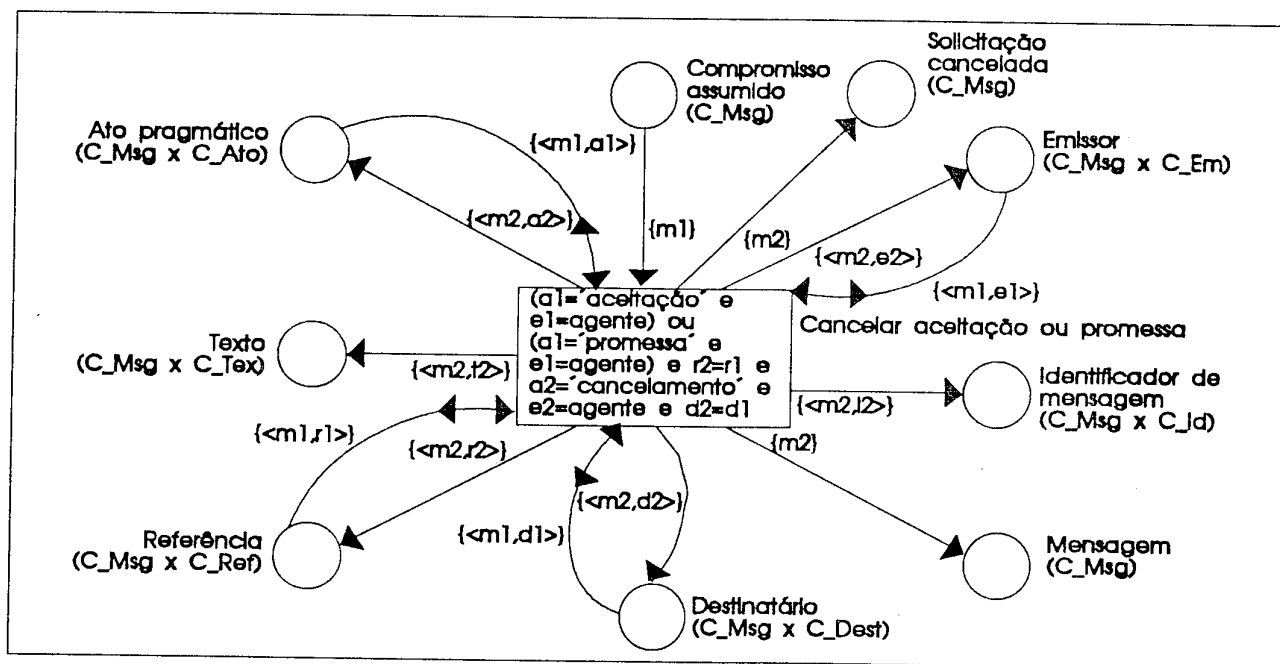 Solicitação
cancelada
(C_Msg)
Compromisso
assumido
(C_Msg)
Ato pragmático
(C_Msg x C_Ato)
Emissor
(C_Msg x C_Em)
{<m1,a1>}
{<m2,a2>}
{m1}
{m2}
{<m2,e2>}
{<m1,e1>}
(a1=´aceitação´ e
e1=agente) ou
(a1=´promessa´ e
e1=agente) e r2=r1 e
a2=´cancelamento´ e
e2=agente e d2=d1
Cancelar aceitação ou promessa
Texto
(C_Msg x C_Tex)
{<m2,t2>}
{<m2,i2>}
Identificador de
mensagem
(C_Msg x C_Id)
{<m1,r1>}
{<m2,r2>}
{m2}
{<m2,d2>}
{<m1,d1>}
Referência
(C_Msg x C_Ref)
Mensagem
(C_Msg)
Destinatário
(C_Msg x C_Dest)